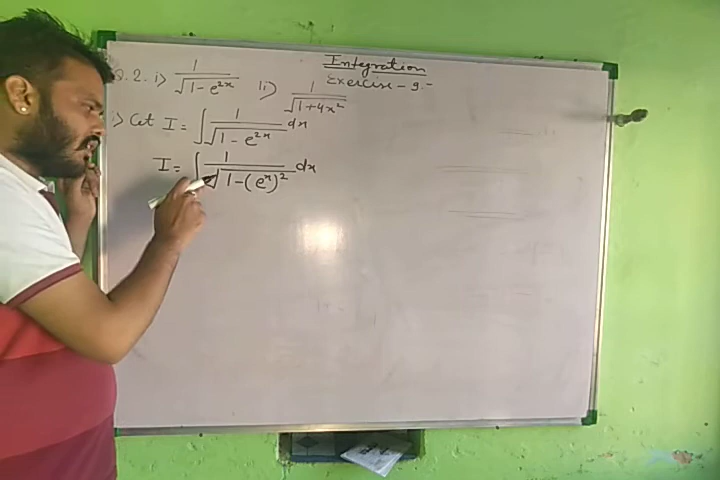 Integration
Exercise - 9.-
Q.2. i) 1/√(1-e^(2x)) ii) 1/√(1+4x²)
i) Let I = ∫ 1/√(1-e^(2x)) dx
I = ∫ 1/√(1-(e^x)²) dx